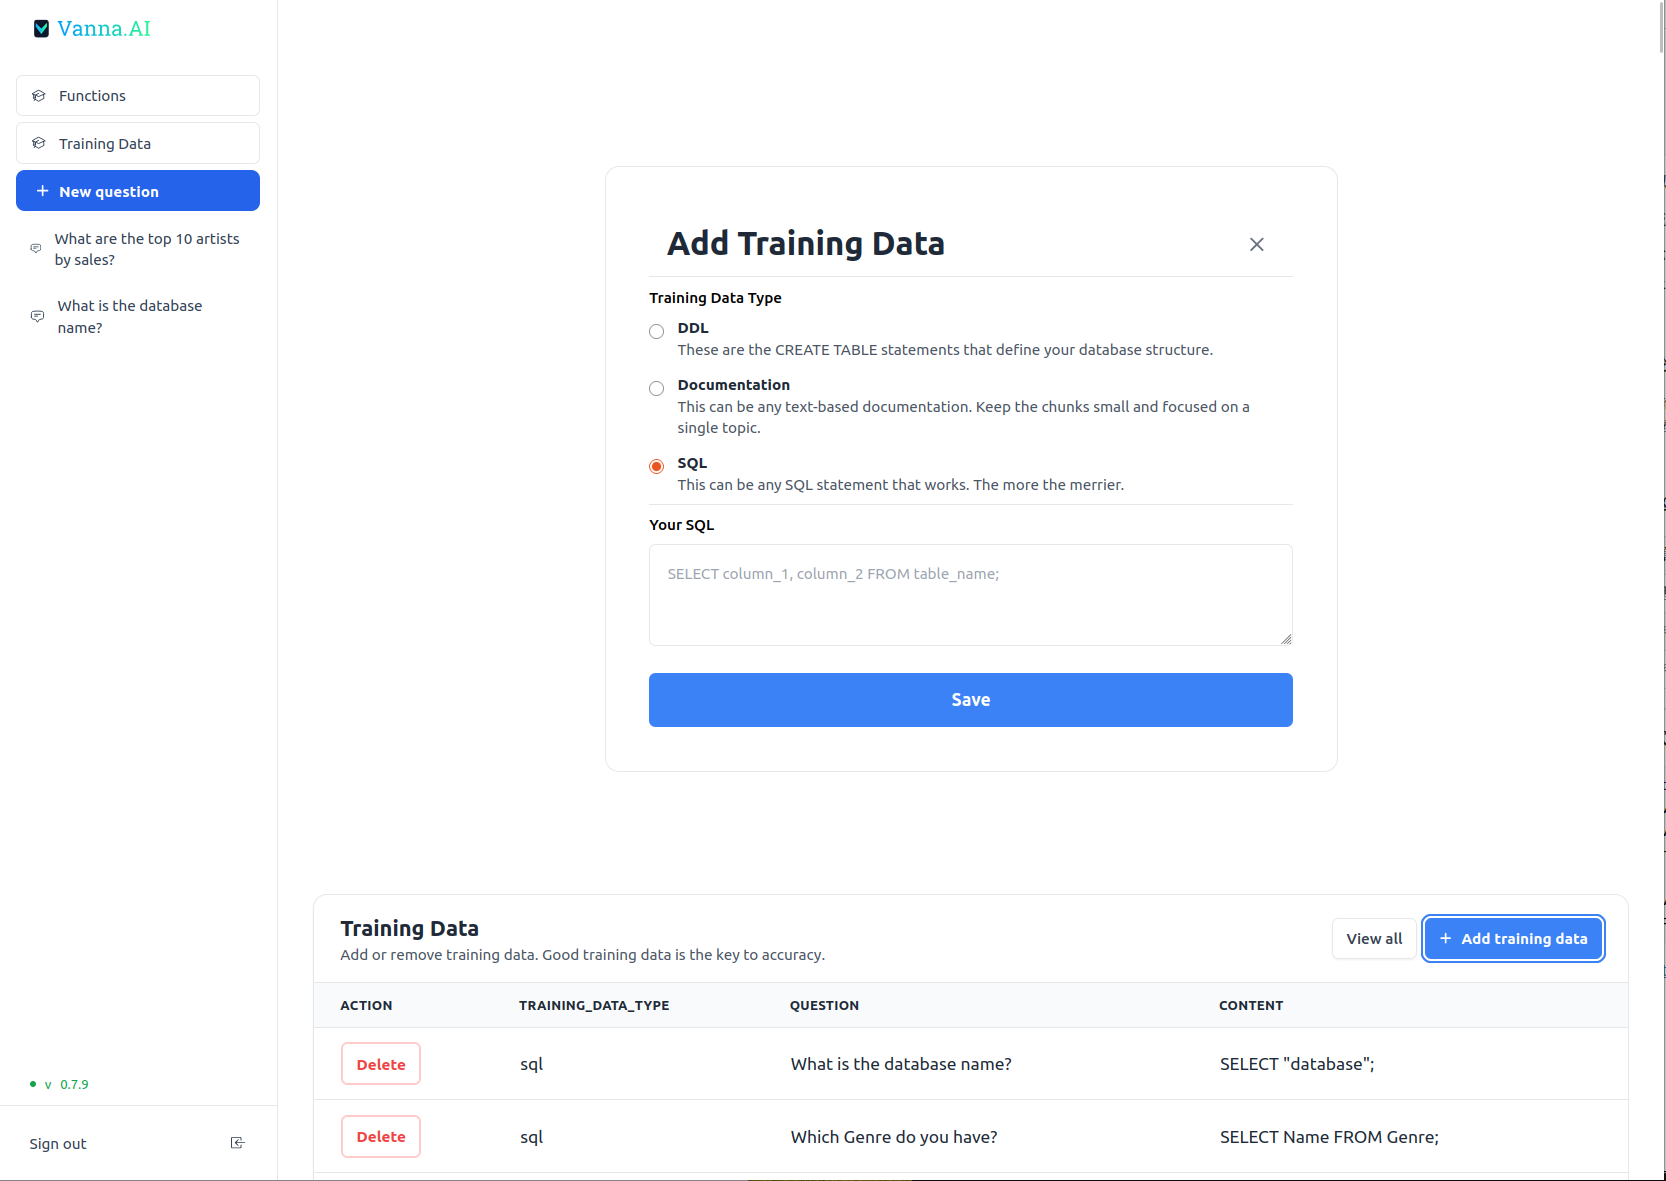 Vanna.AI
Functions
Training Data
+ New question
What are the top 10 artists
by sales?
What is the database
name?
v 0.7.9
Sign out
Add Training Data
Training Data Type
DDL
These are the CREATE TABLE statements that define your database structure.
Documentation
This can be any text-based documentation. Keep the chunks small and focused on a
single topic.
SQL
This can be any SQL statement that works. The more the merrier.
Your SQL
SELECT column_1, column_2 FROM table_name;
Save
Training Data
Add or remove training data. Good training data is the key to accuracy.
View all
+ Add training data
ACTION TRAINING_DATA_TYPE QUESTION CONTENT
Delete sql What is the database name? SELECT "database";
Delete sql Which Genre do you have? SELECT Name FROM Genre;